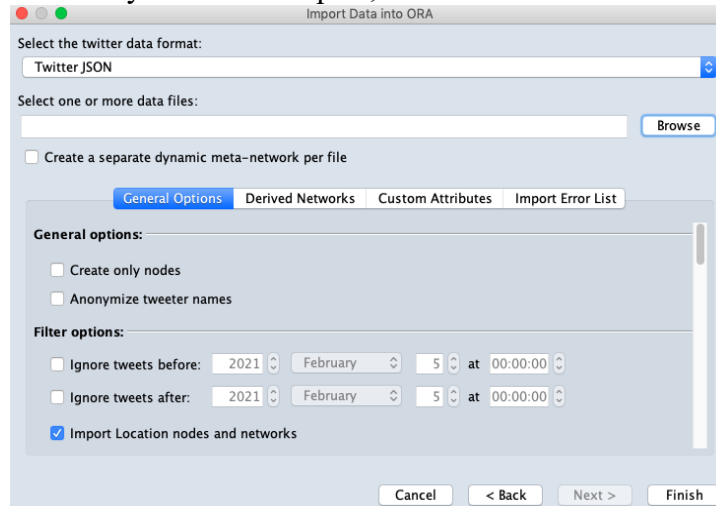 Import Data into ORA
Select the twitter data format:
Twitter JSON
Select one or more data files:
Browse
Create a separate dynamic meta-network per file
General Options Derived Networks Custom Attributes Import Error List
General options:
Create only nodes
Anonymize tweeter names
Filter options:
Ignore tweets before: 2021 February 5 at 00:00:00
Ignore tweets after: 2021 February 5 at 00:00:00
Import Location nodes and networks
Cancel < Back Next > Finish